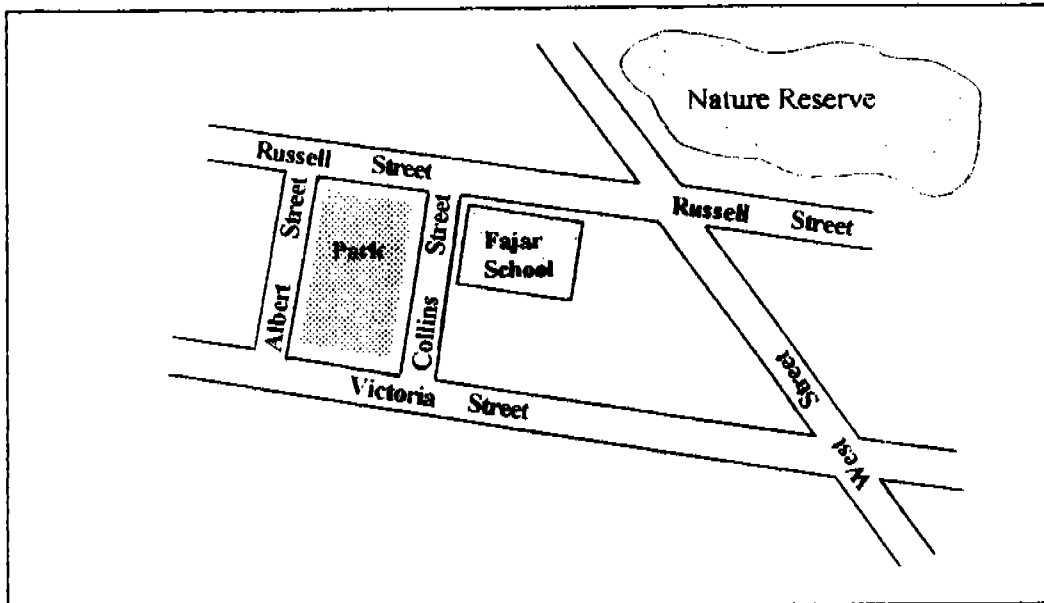 Nature Reserve
Russell Street
Russell Street
Albert Street
Park
Collins Street
Fajar
School
Victoria Street
West Street